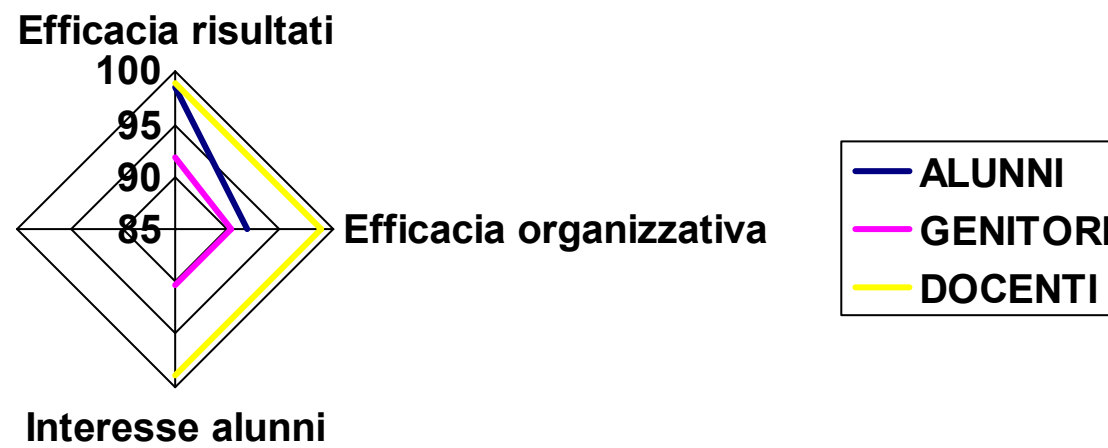 Efficacia risultati
100
95
90
85
Efficacia organizzativa
Interesse alunni
ALUNNI
GENITORI
DOCENTI